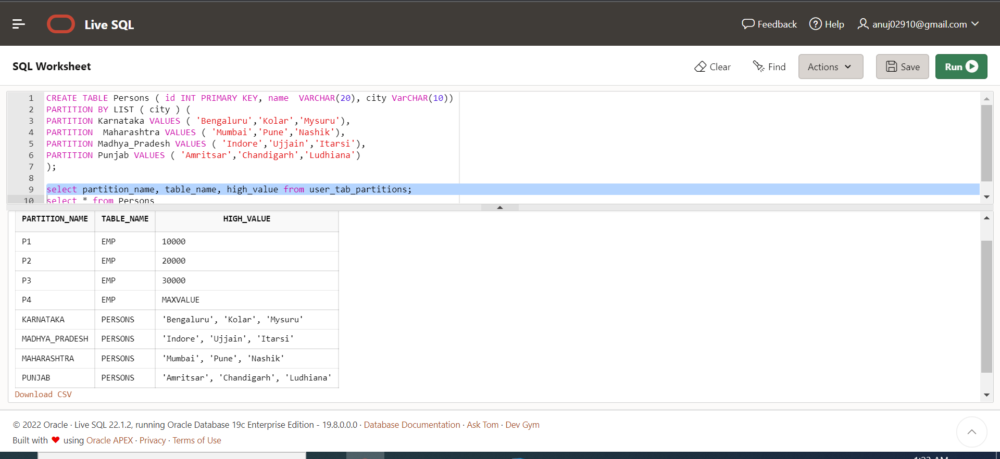 Live SQL Feedback Help anuj02910@gmail.com
SQL Worksheet Clear Find Actions Save Run
1 CREATE TABLE Persons ( id INT PRIMARY KEY, name  VARCHAR(20), city VarCHAR(10))
2 PARTITION BY LIST ( city ) (
3 PARTITION Karnataka VALUES ( 'Bengaluru','Kolar','Mysuru'),
4 PARTITION  Maharashtra VALUES ( 'Mumbai','Pune','Nashik'),
5 PARTITION Madhya_Pradesh VALUES ( 'Indore','Ujjain','Itarsi'),
6 PARTITION Punjab VALUES ( 'Amritsar','Chandigarh','Ludhiana')
7 );
8
9 select partition_name, table_name, high_value from user_tab_partitions;
10 select * from Persons
PARTITION_NAME TABLE_NAME HIGH_VALUE
P1 EMP 10000
P2 EMP 20000
P3 EMP 30000
P4 EMP MAXVALUE
KARNATAKA PERSONS 'Bengaluru', 'Kolar', 'Mysuru'
MADHYA_PRADESH PERSONS 'Indore', 'Ujjain', 'Itarsi'
MAHARASHTRA PERSONS 'Mumbai', 'Pune', 'Nashik'
PUNJAB PERSONS 'Amritsar', 'Chandigarh', 'Ludhiana'
Download CSV
© 2022 Oracle · Live SQL 22.1.2, running Oracle Database 19c Enterprise Edition - 19.8.0.0.0 · Database Documentation · Ask Tom · Dev Gym
Built with ❤ using Oracle APEX · Privacy · Terms of Use